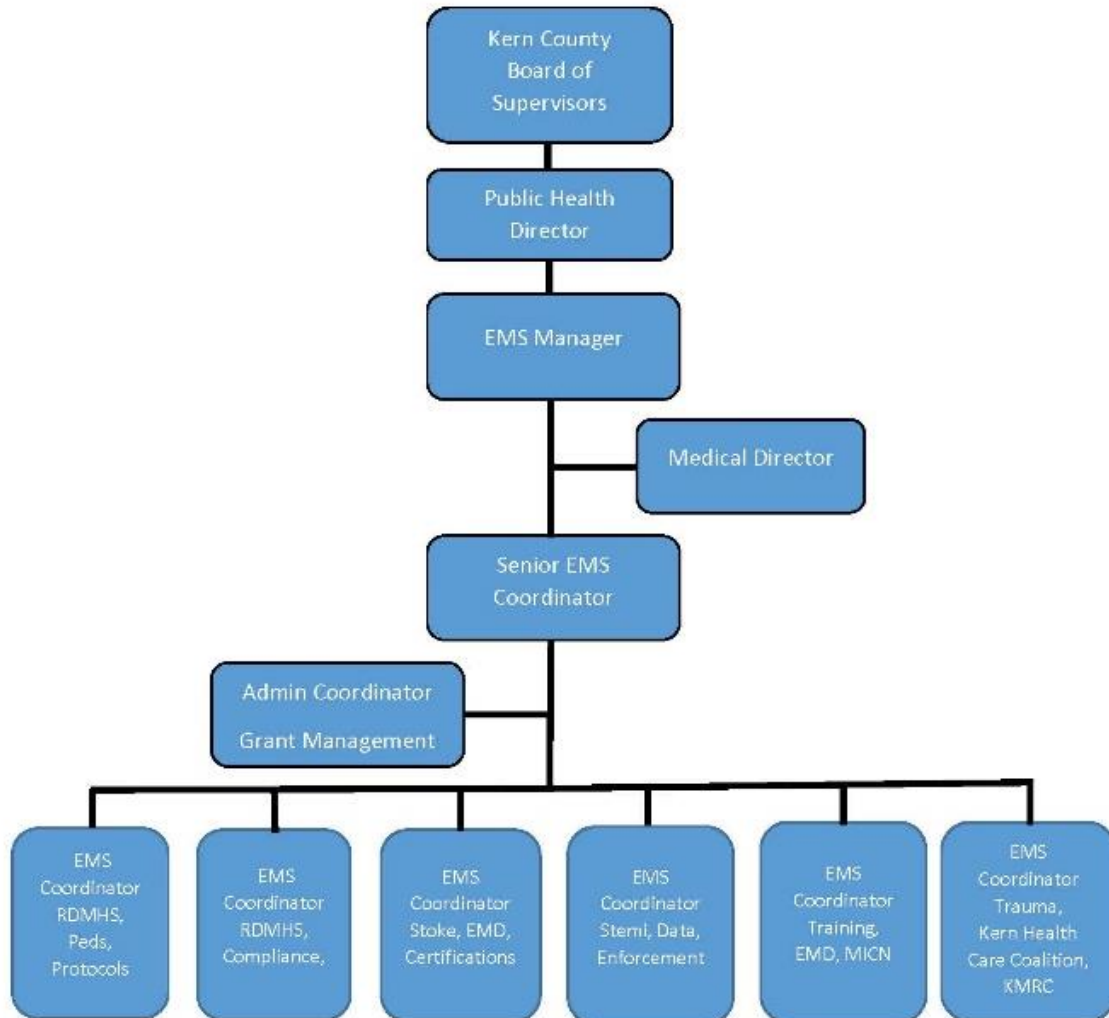 Kern County
Board of
Supervisors
Public Health
Director
EMS Manager
Medical Director
Senior EMS
Coordinator
Admin Coordinator
Grant Management
EMS
Coordinator
RDMHS,
Peds,
Protocols
EMS
Coordinator
RDMHS,
Compliance,
EMS
Coordinator
Stoke, EMD,
Certifications
EMS
Coordinator
Stemi, Data,
Enforcement
EMS
Coordinator
Training,
EMD, MICN
EMS
Coordinator
Trauma,
Kern Health
Care Coalition,
KMRC